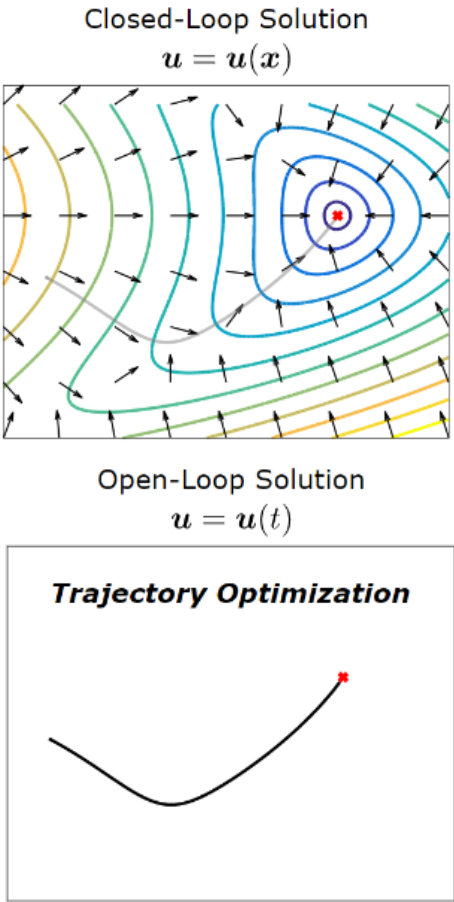 Closed-Loop Solution
u = u(x)
Open-Loop Solution
u = u(t)
Trajectory Optimization